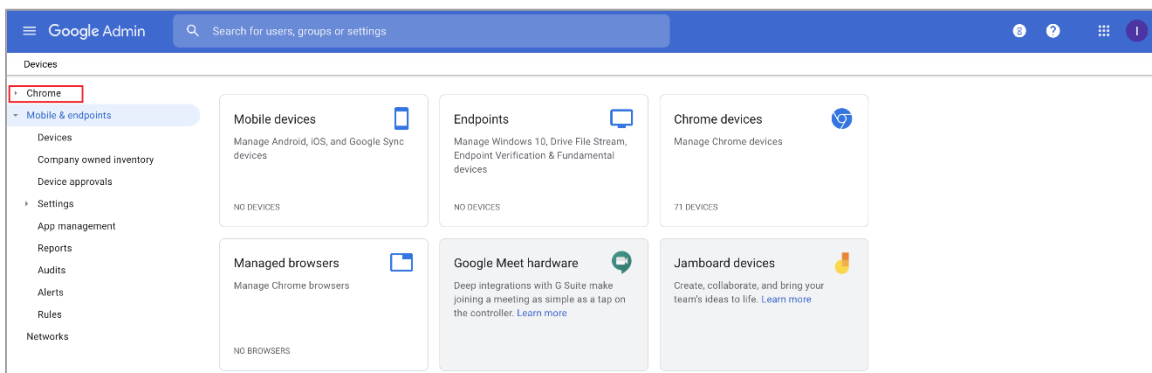 Google Admin
Search for users, groups or settings
8
?
I
Devices
Chrome
Mobile & endpoints
Devices
Company owned inventory
Device approvals
Settings
App management
Reports
Audits
Alerts
Rules
Networks
Mobile devices
Manage Android, iOS, and Google Sync
devices
NO DEVICES
Endpoints
Manage Windows 10, Drive File Stream,
Endpoint Verification & Fundamental
devices
NO DEVICES
Chrome devices
Manage Chrome devices
71 DEVICES
Managed browsers
Manage Chrome browsers
NO BROWSERS
Google Meet hardware
Deep integrations with G Suite make
joining a meeting as simple as a tap on
the controller. Learn more
Jamboard devices
Create, collaborate, and bring your
team's ideas to life. Learn more